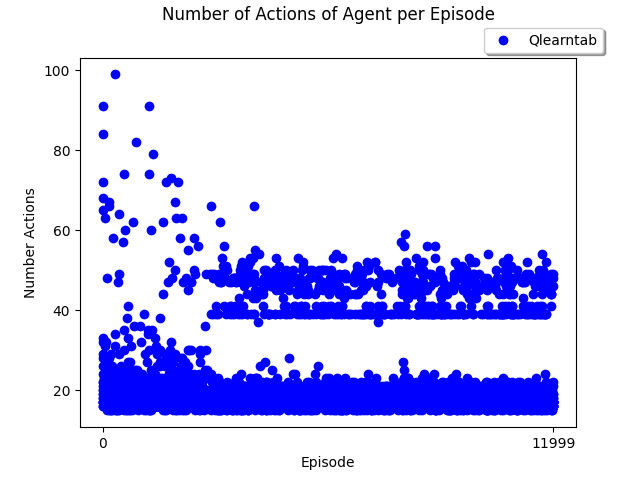 Number of Actions of Agent per Episode
Qlearntab
100
80
60
40
20
Number Actions
0
11999
Episode